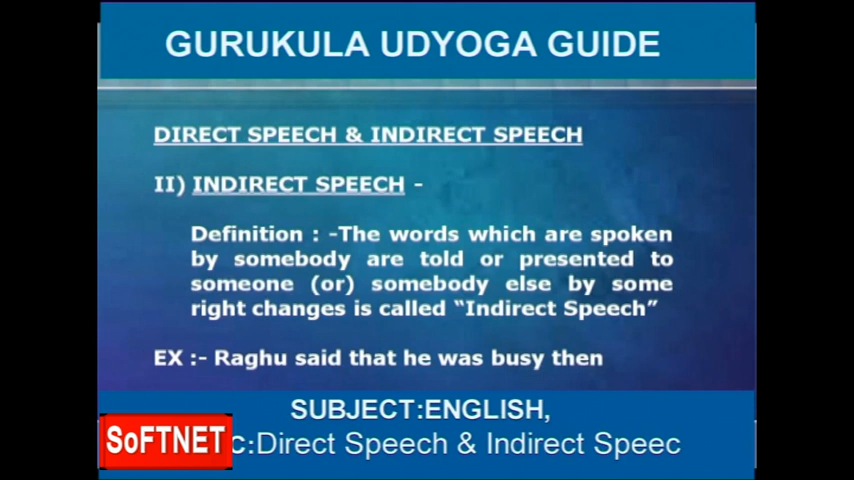 GURUKULA UDYOGA GUIDE
DIRECT SPEECH & INDIRECT SPEECH
II) INDIRECT SPEECH -
Definition : -The words which are spoken
by somebody are told or presented to
someone (or) somebody else by some
right changes is called “Indirect Speech”
EX :- Raghu said that he was busy then
SUBJECT:ENGLISH,
SoFTNET
C:Direct Speech & Indirect Speec